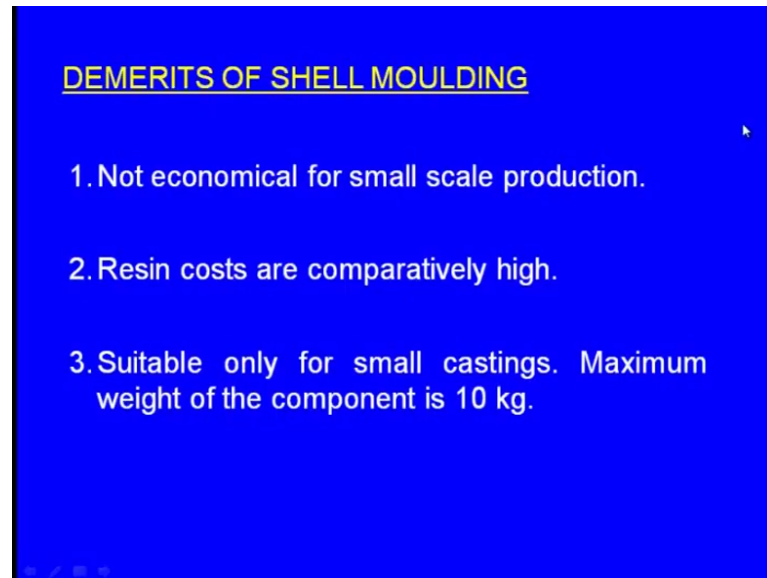 DEMERITS OF SHELL MOULDING
1. Not economical for small scale production.
2. Resin costs are comparatively high.
3. Suitable only for small castings. Maximum
weight of the component is 10 kg.